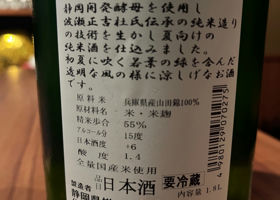 静岡開発酵母を使用し
波瀬正吉杜氏伝承の純米造り
の技術を生かし夏向けの
純米酒を仕込みました。
初夏に咲く若葉の緑を含んだ
透明な風の様に涼しげなお酒
です。
原料米 兵庫県産山田錦100%
原材料名 米・米麹
精米歩合 55%
アルコール分 15度
日本酒度 +6
酸度 1.4
全量国産米使用
品目 日本酒 要冷蔵
内容量 1.8L
製造者
静岡県
4980129070275